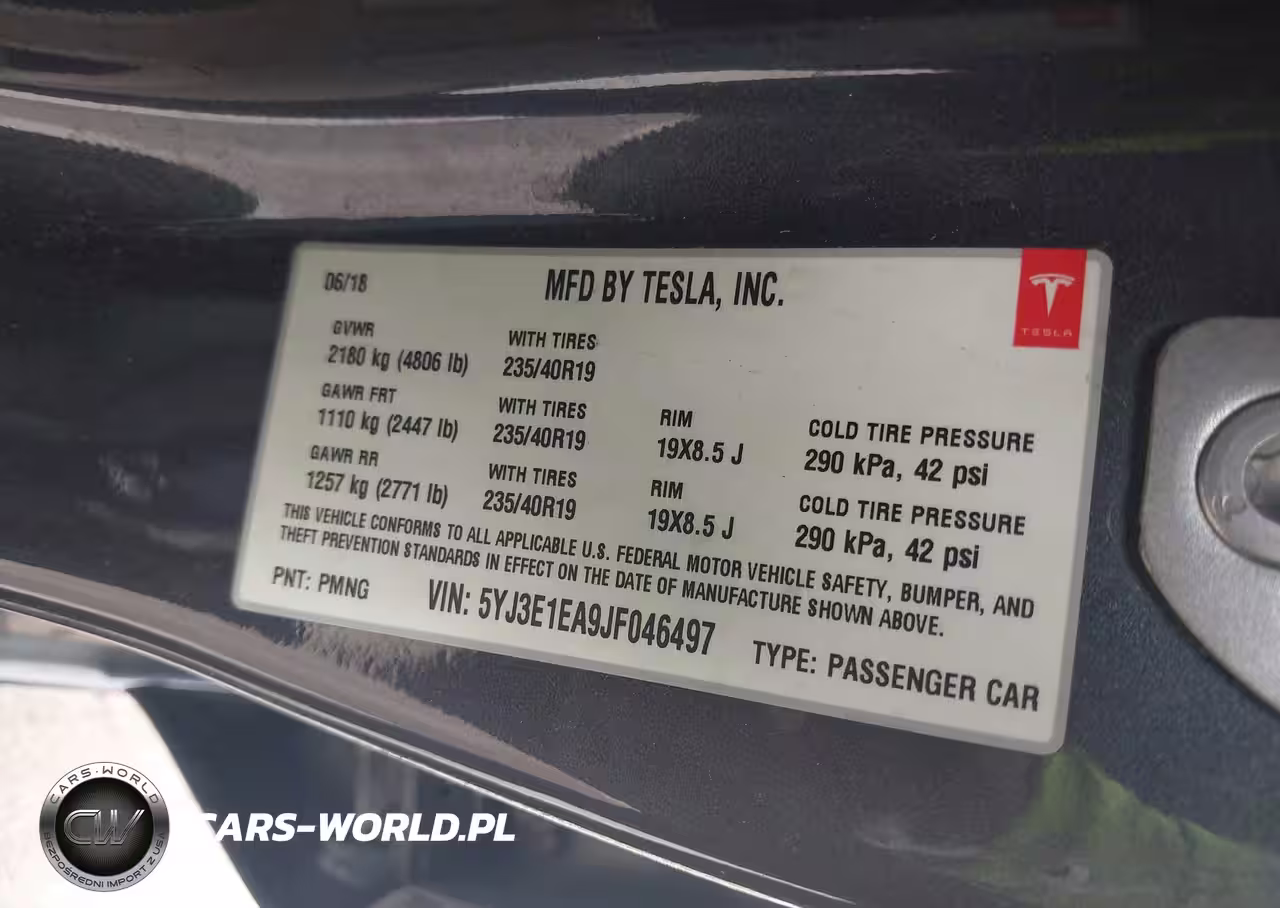 06/18 MFD BY TESLA, INC.
TESLA
GVWR WITH TIRES
2180 kg (4806 lb) 235/40R19
GAWR FRT WITH TIRES RIM COLD TIRE PRESSURE
1110 kg (2447 lb) 235/40R19 19X8.5 J 290 kPa, 42 psi
GAWR RR WITH TIRES RIM COLD TIRE PRESSURE
1257 kg (2771 lb) 235/40R19 19X8.5 J 290 kPa, 42 psi
THIS VEHICLE CONFORMS TO ALL APPLICABLE U.S. FEDERAL MOTOR VEHICLE SAFETY, BUMPER, AND
THEFT PREVENTION STANDARDS IN EFFECT ON THE DATE OF MANUFACTURE SHOWN ABOVE.
PNT: PMNG VIN: 5YJ3E1EA9JF046497 TYPE: PASSENGER CAR
CARS·WORLD
CW
BEZPOŚREDNI IMPORT Z USA
CARS-WORLD.PL